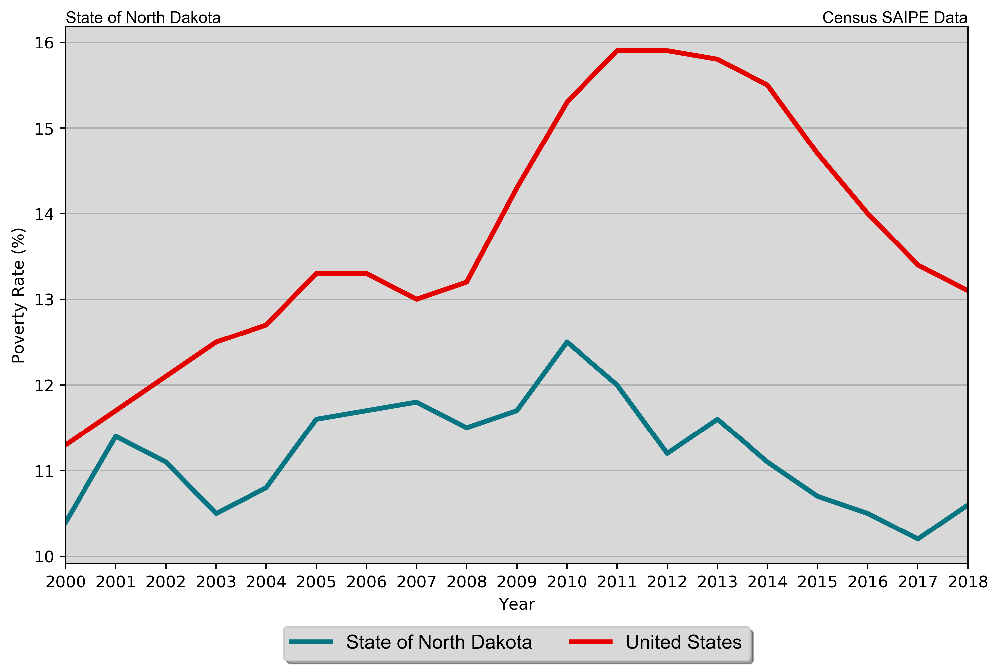 State of North Dakota
Census SAIPE Data
16
15
14
13
12
11
10
Poverty Rate (%)
2000 2001 2002 2003 2004 2005 2006 2007 2008 2009 2010 2011 2012 2013 2014 2015 2016 2017 2018
Year
State of North Dakota
United States